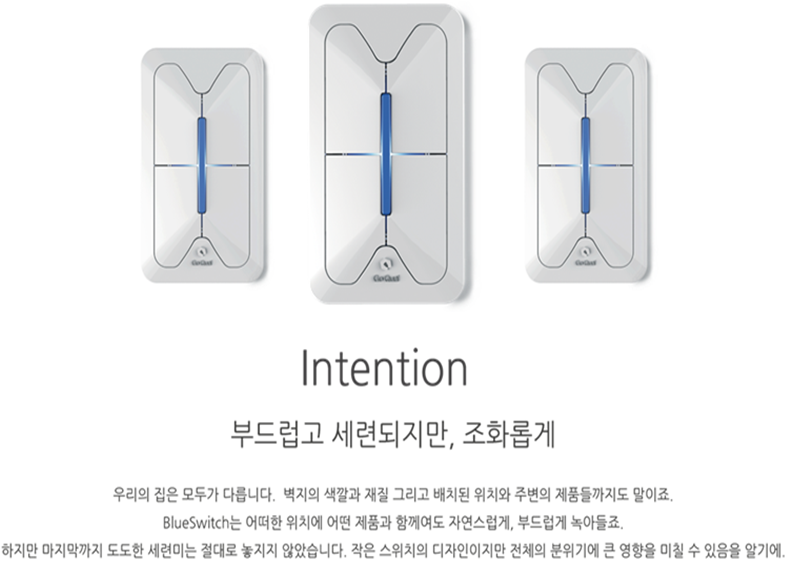 Intention
부드럽고 세련되지만, 조화롭게
우리의 집은 모두가 다릅니다. 벽지의 색깔과 재질 그리고 배치된 위치와 주변의 제품들까지도 말이죠.
BlueSwitch는 어떠한 위치에 어떤 제품과 함께여도 자연스럽게, 부드럽게 녹아들죠.
하지만 마지막까지 도도한 세련미는 절대로 놓지지 않았습니다. 작은 스위치의 디자인이지만 전체의 분위기에 큰 영향을 미칠 수 있음을 알기에.